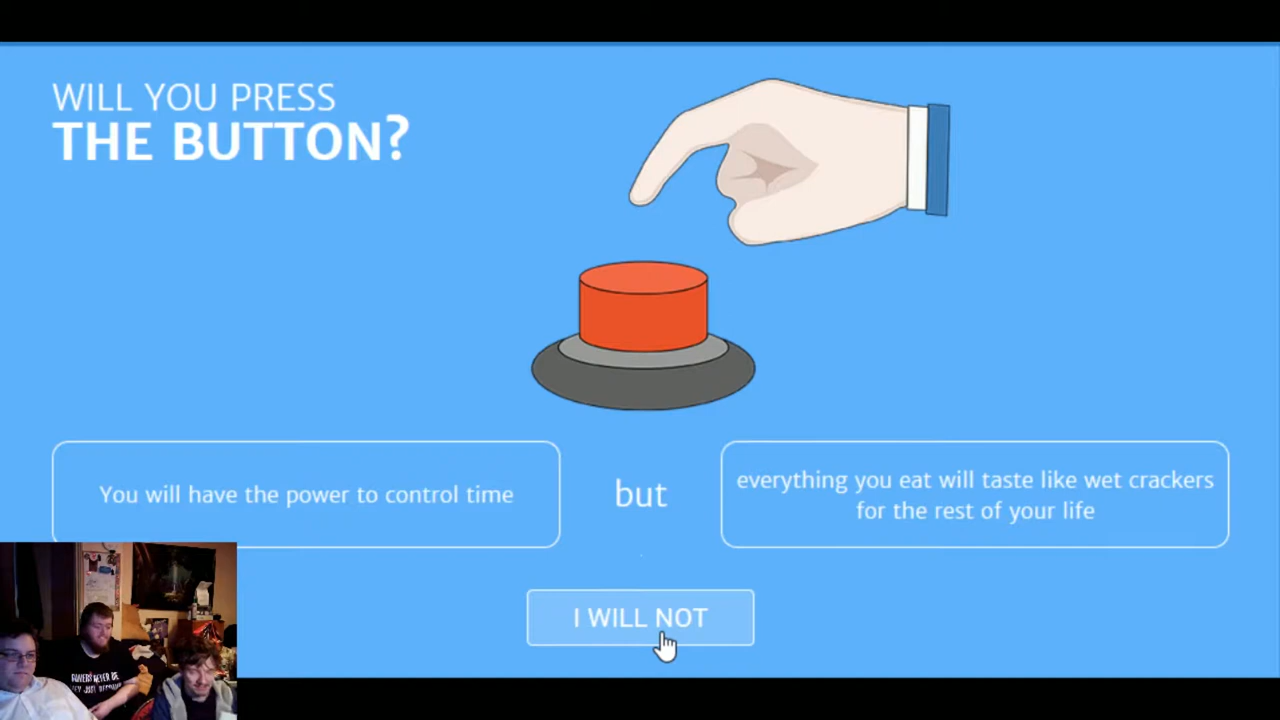 WILL YOU PRESS
THE BUTTON?
You will have the power to control time
but
everything you eat will taste like wet crackers
for the rest of your life
I WILL NOT